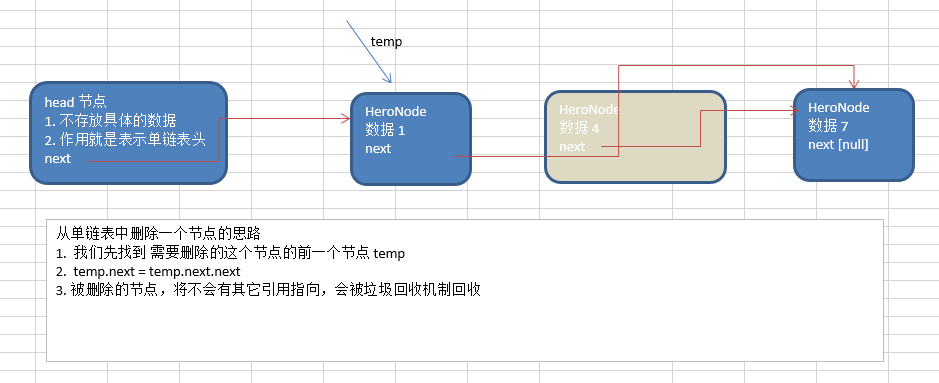 temp
head 节点
1. 不存放具体的数据
2. 作用就是表示单链表头
next
HeroNode
数据 1
next
HeroNode
数据 4
next
HeroNode
数据 7
next [null]
从单链表中删除一个节点的思路
1. 我们先找到 需要删除的这个节点的前一个节点 temp
2. temp.next = temp.next.next
3. 被删除的节点，将不会有其它引用指向，会被垃圾回收机制回收